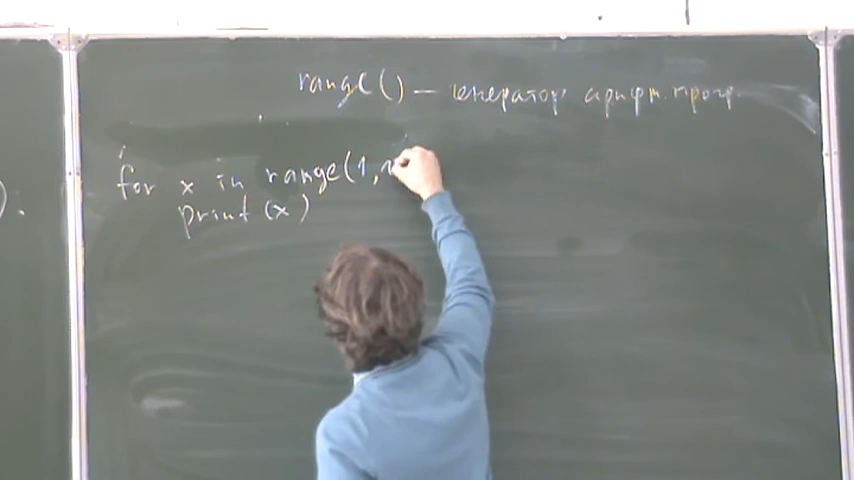 range() — генератор арифм. прогр.
for x in range(1,
print (x)
).